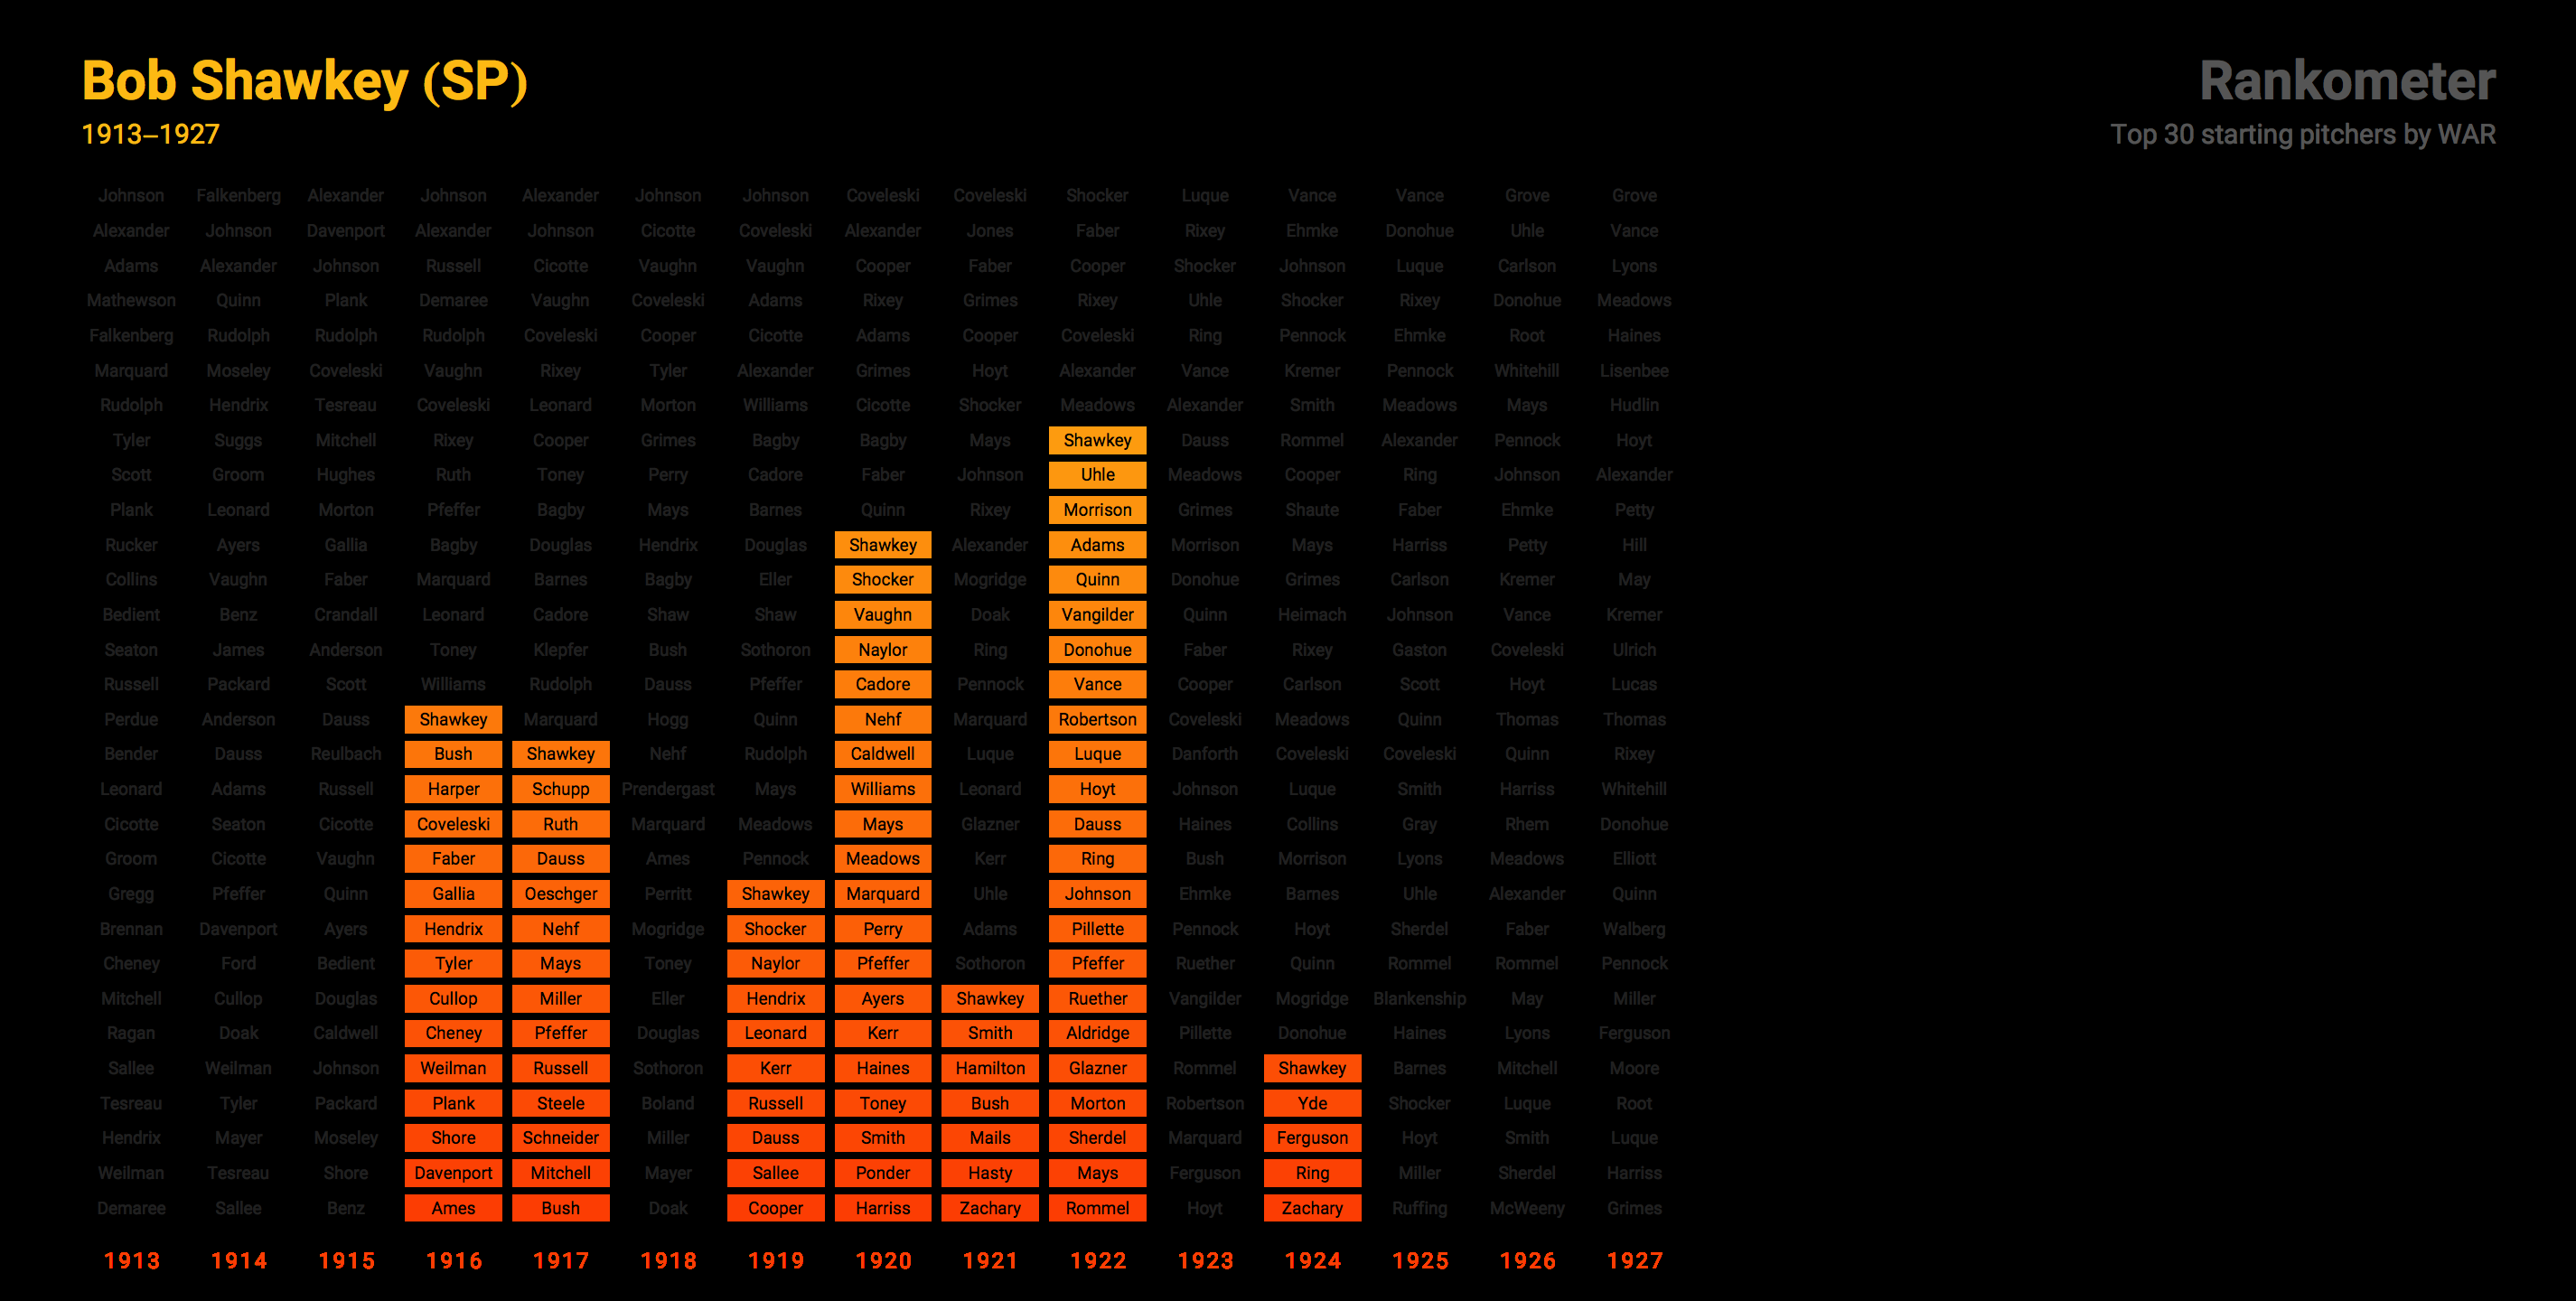 Bob Shawkey (SP)
Rankometer
1913–1927
Top 30 starting pitchers by WAR
Johnson Falkenberg Alexander Johnson Alexander Johnson Johnson Coveleski Coveleski Shocker Luque Vance Vance Grove Grove
Alexander Johnson Davenport Alexander Johnson Cicotte Coveleski Alexander Jones Faber Rixey Ehmke Donohue Uhle Vance
Adams Alexander Johnson Russell Cicotte Vaughn Vaughn Cooper Faber Cooper Shocker Johnson Luque Carlson Lyons
Mathewson Quinn Plank Demaree Vaughn Coveleski Adams Rixey Grimes Rixey Uhle Shocker Rixey Donohue Meadows
Falkenberg Rudolph Rudolph Rudolph Coveleski Cooper Cicotte Adams Cooper Coveleski Ring Pennock Ehmke Root Haines
Marquard Moseley Coveleski Vaughn Rixey Tyler Alexander Grimes Hoyt Alexander Vance Kremer Pennock Whitehill Lisenbee
Rudolph Hendrix Tesreau Coveleski Leonard Morton Williams Cicotte Shocker Meadows Alexander Smith Meadows Mays Hudlin
Tyler Suggs Mitchell Rixey Cooper Grimes Bagby Bagby Mays Shawkey Dauss Rommel Alexander Pennock Hoyt
Scott Groom Hughes Ruth Toney Perry Cadore Faber Johnson Uhle Meadows Cooper Ring Johnson Alexander
Plank Leonard Morton Pfeffer Bagby Mays Barnes Quinn Rixey Morrison Grimes Shaute Faber Ehmke Petty
Rucker Ayers Gallia Bagby Douglas Hendrix Douglas Shawkey Alexander Adams Morrison Mays Harriss Petty Hill
Collins Vaughn Faber Marquard Barnes Bagby Eller Shocker Mogridge Quinn Donohue Grimes Carlson Kremer May
Bedient Benz Crandall Leonard Cadore Shaw Shaw Vaughn Doak Vangilder Quinn Heimach Johnson Vance Kremer
Seaton James Anderson Toney Klepfer Bush Sothoron Naylor Ring Donohue Faber Rixey Gaston Coveleski Ulrich
Russell Packard Scott Williams Rudolph Dauss Pfeffer Cadore Pennock Vance Cooper Carlson Scott Hoyt Lucas
Perdue Anderson Dauss Shawkey Marquard Hogg Quinn Nehf Marquard Robertson Coveleski Meadows Quinn Thomas Thomas
Bender Dauss Reulbach Bush Shawkey Nehf Rudolph Caldwell Luque Luque Danforth Coveleski Coveleski Quinn Rixey
Leonard Adams Russell Harper Schupp Prendergast Mays Williams Leonard Hoyt Johnson Luque Smith Harriss Whitehill
Cicotte Seaton Cicotte Coveleski Ruth Marquard Meadows Mays Glazner Dauss Haines Collins Gray Rhem Donohue
Groom Cicotte Vaughn Faber Dauss Ames Pennock Meadows Kerr Ring Bush Morrison Lyons Meadows Elliott
Gregg Pfeffer Quinn Gallia Oeschger Perritt Shawkey Marquard Uhle Johnson Ehmke Barnes Uhle Alexander Quinn
Brennan Davenport Ayers Hendrix Nehf Mogridge Shocker Perry Adams Pillette Pennock Hoyt Sherdel Faber Walberg
Cheney Ford Bedient Tyler Mays Toney Naylor Pfeffer Sothoron Pfeffer Ruether Quinn Rommel Rommel Pennock
Mitchell Cullop Douglas Cullop Miller Eller Hendrix Ayers Shawkey Ruether Vangilder Mogridge Blankenship May Miller
Ragan Doak Caldwell Cheney Pfeffer Douglas Leonard Kerr Smith Aldridge Pillette Donohue Haines Lyons Ferguson
Sallee Weilman Johnson Weilman Russell Sothoron Kerr Haines Hamilton Glazner Rommel Shawkey Barnes Mitchell Moore
Tesreau Tyler Packard Plank Steele Boland Russell Toney Bush Morton Robertson Yde Shocker Luque Root
Hendrix Mayer Moseley Shore Schneider Miller Dauss Smith Mails Sherdel Marquard Ferguson Hoyt Smith Luque
Weilman Tesreau Shore Davenport Mitchell Mayer Sallee Ponder Hasty Mays Ferguson Ring Miller Sherdel Harriss
Demaree Sallee Benz Ames Bush Doak Cooper Harriss Zachary Rommel Hoyt Zachary Ruffing McWeeny Grimes
1913 1914 1915 1916 1917 1918 1919 1920 1921 1922 1923 1924 1925 1926 1927